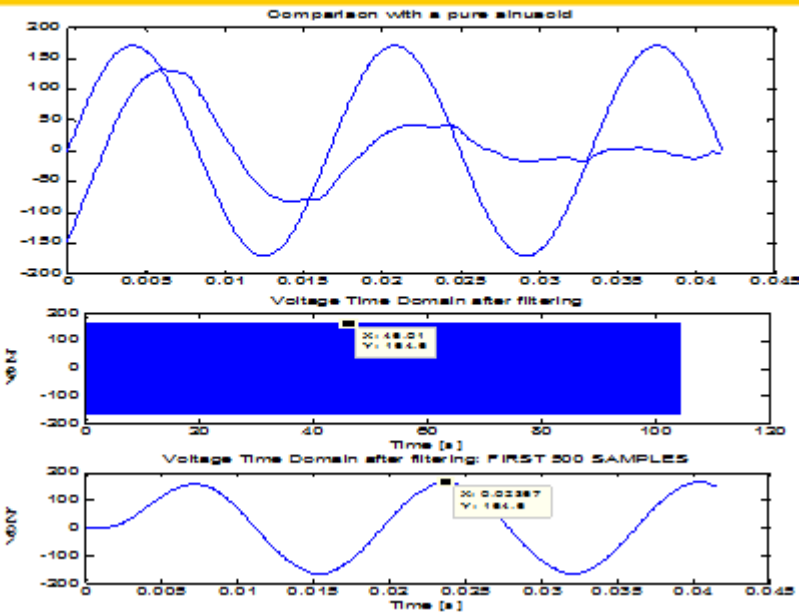 Comparison with a pure sinusoid
200
150
100
50
0
-50
-100
-150
-200
0 0.005 0.01 0.015 0.02 0.025 0.03 0.035 0.04 0.045
Voltage Time Domain after filtering
200
100
0
-100
-200
X: 46.01
Y: 164.6
0 20 40 60 80 100 120
Time [s]
Voltage Time Domain after filtering: FIRST 500 SAMPLES
200
100
0
-100
-200
X: 0.02367
Y: 164.6
0 0.005 0.01 0.015 0.02 0.025 0.03 0.035 0.04 0.045
Time [s]